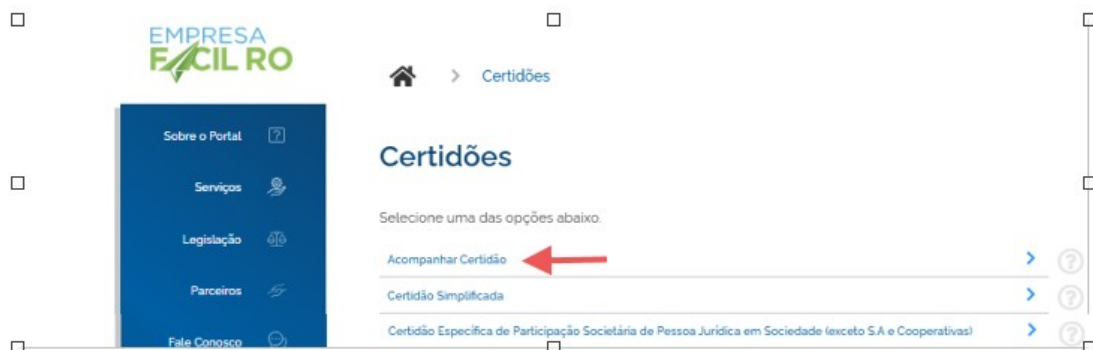 EMPRESA
FÁCIL RO
Certidões
Sobre o Portal
Serviços
Legislação
Parceiros
Fale Conosco
Certidões
Selecione uma das opções abaixo.
Acompanhar Certidão
Certidão Simplificada
Certidão Específica de Participação Societária de Pessoa Jurídica em Sociedade (exceto S.A e Cooperativas)